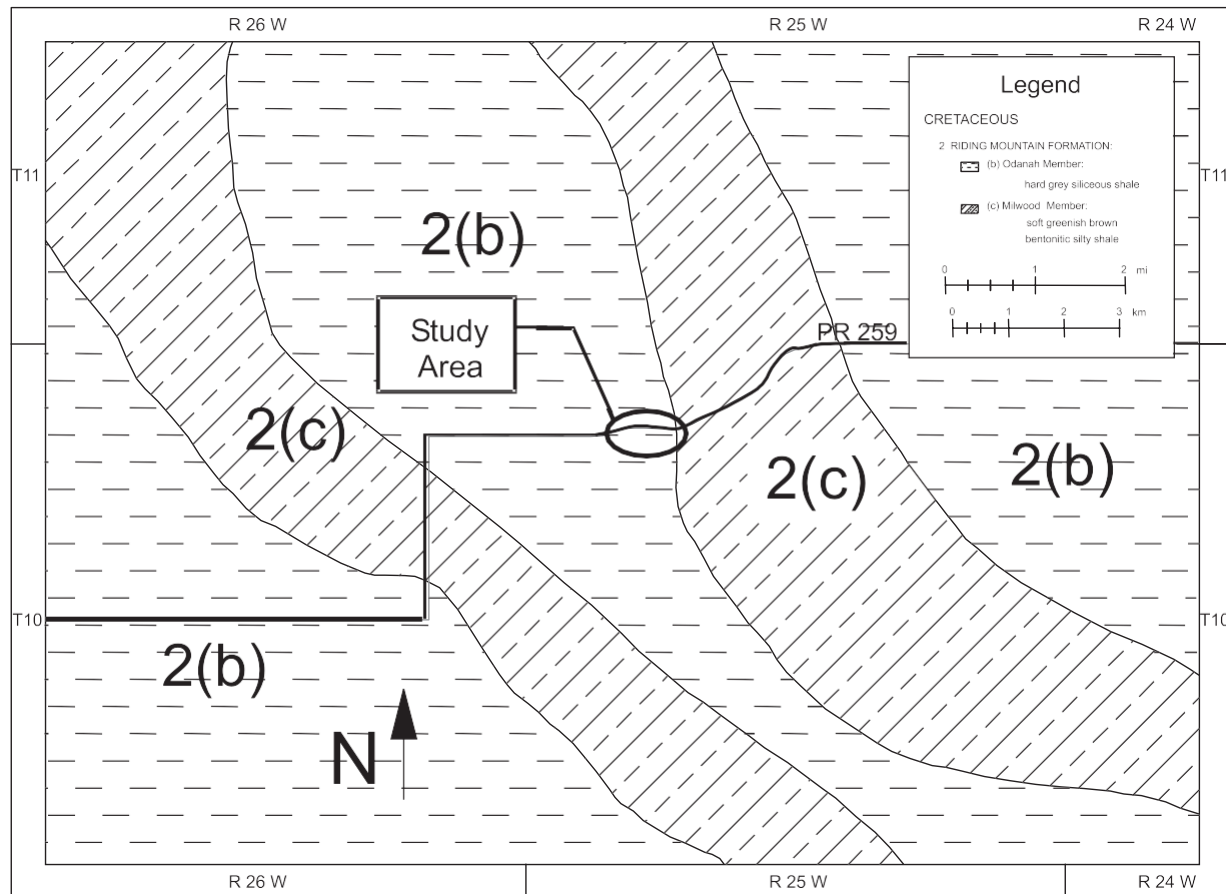 R 26 W R 25 W R 24 W
Legend
CRETACEOUS
2 RIDING MOUNTAIN FORMATION:
(b) Odanah Member:
hard grey siliceous shale
(c) Milwood Member:
soft greenish brown
bentonitic silty shale
0 1 2 mi
0 1 2 3 km
T11 T11
2(b)
Study
Area
PR 259
2(c)
2(c)
2(b)
T10 T10
2(b)
N
R 26 W R 25 W R 24 W